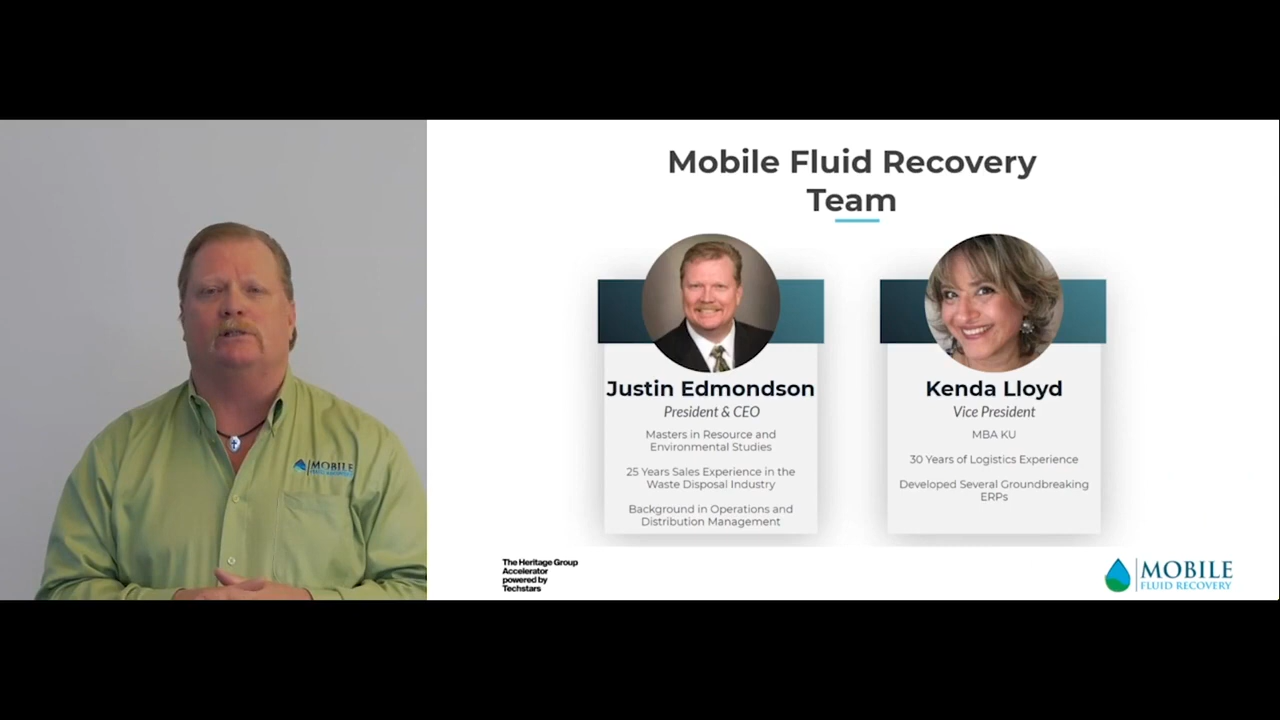 Mobile Fluid Recovery
Team
Justin Edmondson
President & CEO
Masters in Resource and
Environmental Studies
25 Years Sales Experience in the
Waste Disposal Industry
Background in Operations and
Distribution Management
Kenda Lloyd
Vice President
MBA KU
30 Years of Logistics Experience
Developed Several Groundbreaking
ERPs
MOBILE
FLUID RECOVERY
The Heritage Group
Accelerator
powered by
Techstars
MOBILE
FLUID RECOVERY